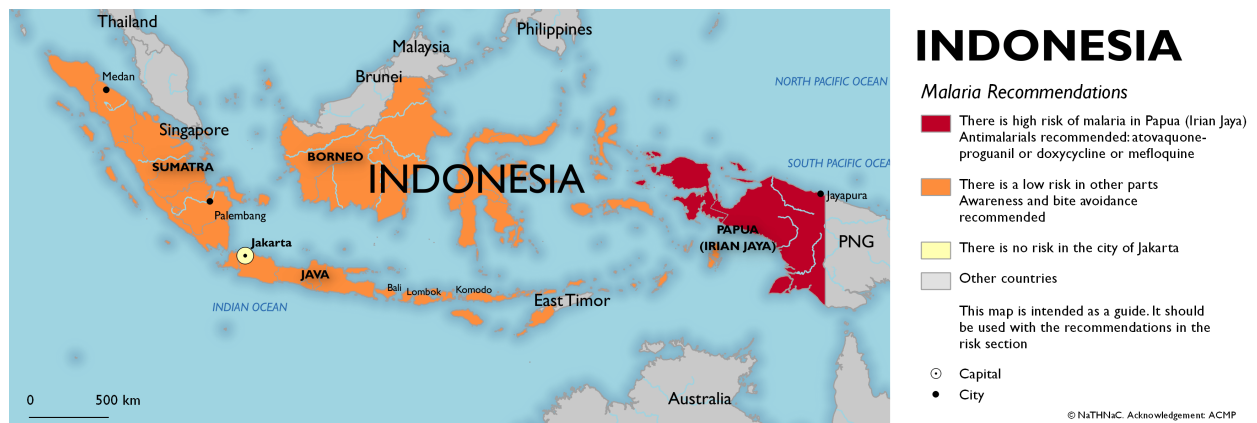 Thailand
Philippines
Malaysia
Brunei
Medan
NORTH PACIFIC OCEAN
Singapore
BORNEO
SUMATRA
INDONESIA
SOUTH PACIFIC OCEA
Jayapura
Palembang
PAPUA
(IRIAN JAYA)
PNG
Jakarta
JAVA
Bali
Lombok
Komodo
East Timor
INDIAN OCEAN
Australia
0 500 km
INDONESIA
Malaria Recommendations
There is high risk of malaria in Papua (Irian Jaya)
Antimalarials recommended: atovaquone-
proguanil or doxycycline or mefloquine
There is a low risk in other parts
Awareness and bite avoidance
recommended
There is no risk in the city of Jakarta
Other countries
This map is intended as a guide. It should
be used with the recommendations in the
risk section
Capital
City
© NaTHNaC. Acknowledgement: ACMP